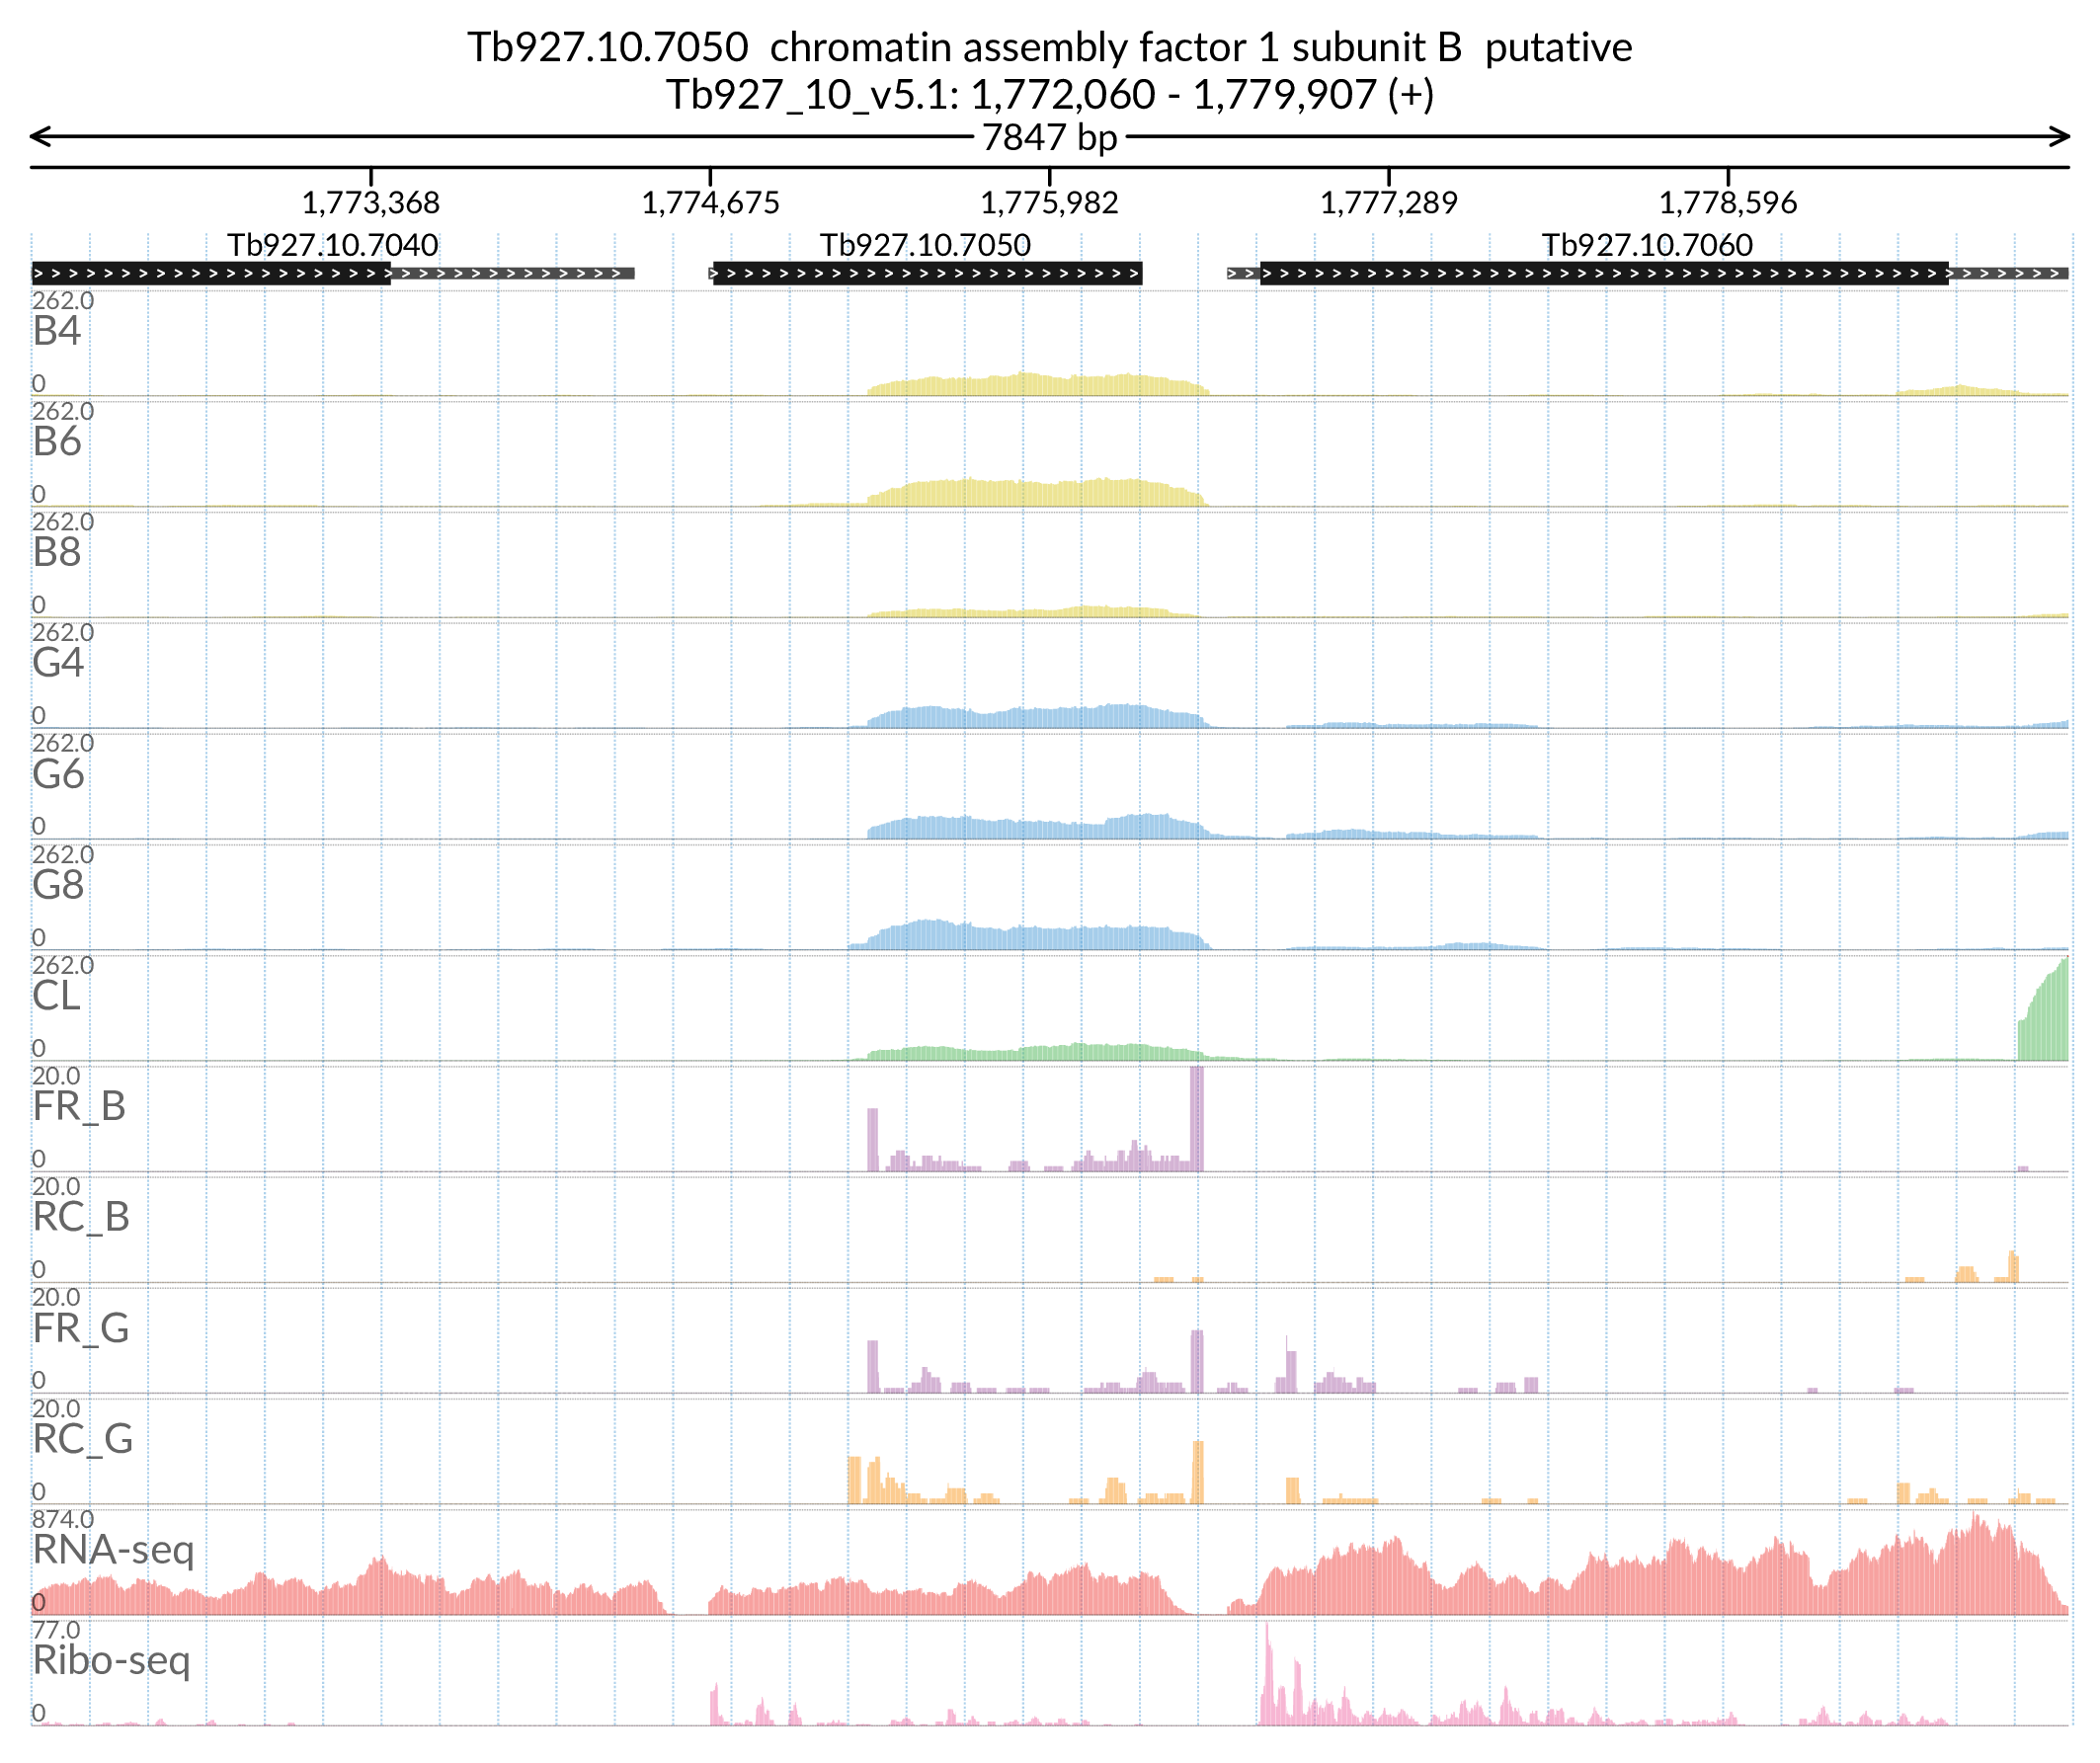 Tb927.10.7050  chromatin assembly factor 1 subunit B  putative
Tb927_10_v5.1: 1,772,060 - 1,779,907 (+)
7847 bp
1,773,368 1,774,675 1,775,982 1,777,289 1,778,596
Tb927.10.7040 Tb927.10.7050 Tb927.10.7060
262.0
B4
0
262.0
B6
0
262.0
B8
0
262.0
G4
0
262.0
G6
0
262.0
G8
0
262.0
CL
0
20.0
FR_B
0
20.0
RC_B
0
20.0
FR_G
0
20.0
RC_G
0
874.0
RNA-seq
0
77.0
Ribo-seq
0